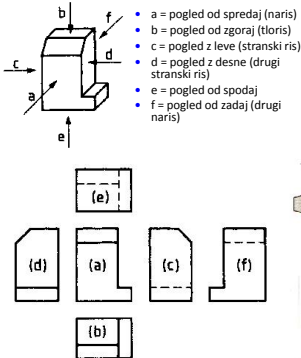 b
f
d
c
a
e
• a = pogled od spredaj (naris)
• b = pogled od zgoraj (tloris)
• c = pogled z leve (stranski ris)
• d = pogled z desne (drugi
stranski ris)
• e = pogled od spodaj
• f = pogled od zadaj (drugi
naris)
(e)
(d) (a) (c) (f)
(b)